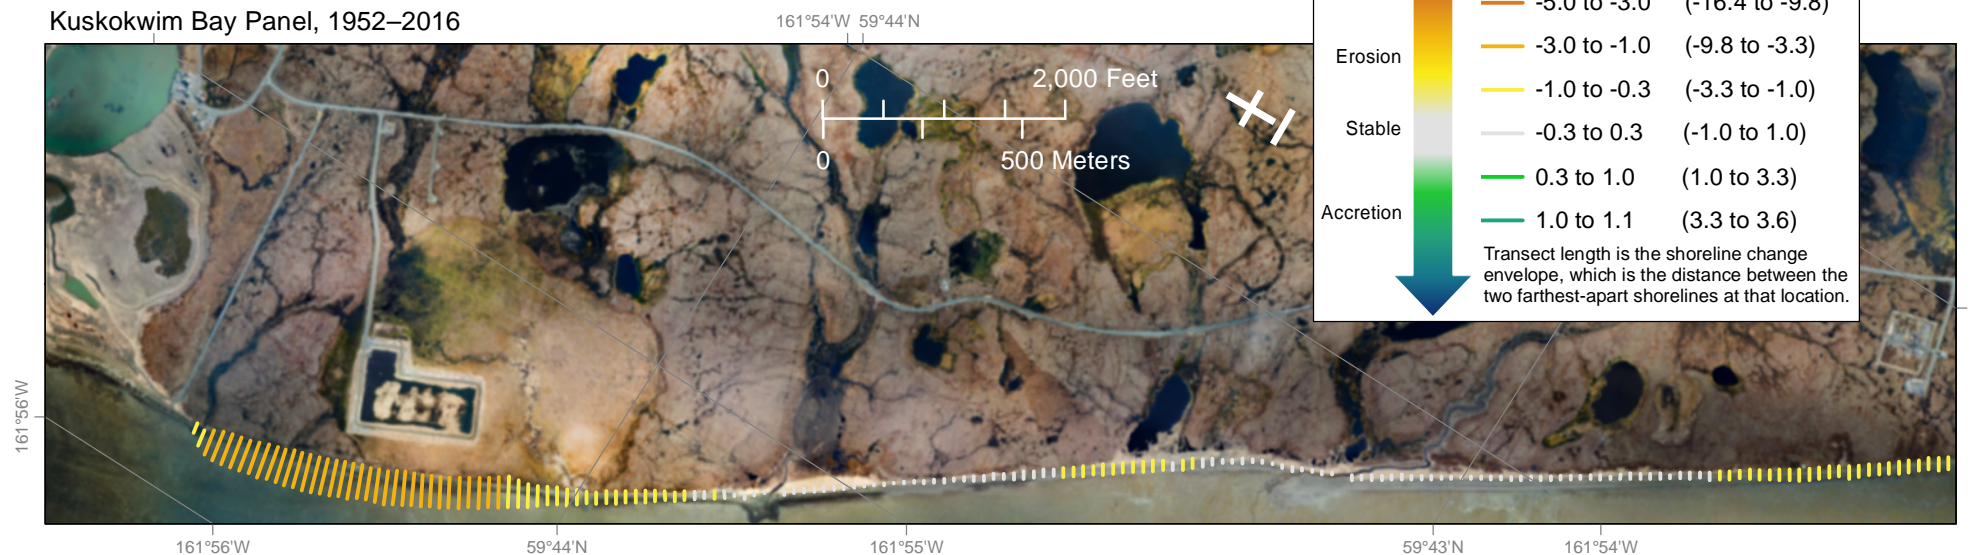 Kuskokwim Bay Panel, 1952–2016
161°54'W 59°44'N
0 2,000 Feet
0 500 Meters
-5.0 to -3.0 (-16.4 to -9.8)
Erosion
-3.0 to -1.0 (-9.8 to -3.3)
-1.0 to -0.3 (-3.3 to -1.0)
Stable
-0.3 to 0.3 (-1.0 to 1.0)
0.3 to 1.0 (1.0 to 3.3)
Accretion
1.0 to 1.1 (3.3 to 3.6)
Transect length is the shoreline change
envelope, which is the distance between the
two farthest-apart shorelines at that location.
161°56'W
161°56'W 59°44'N 161°55'W 59°43'N 161°54'W